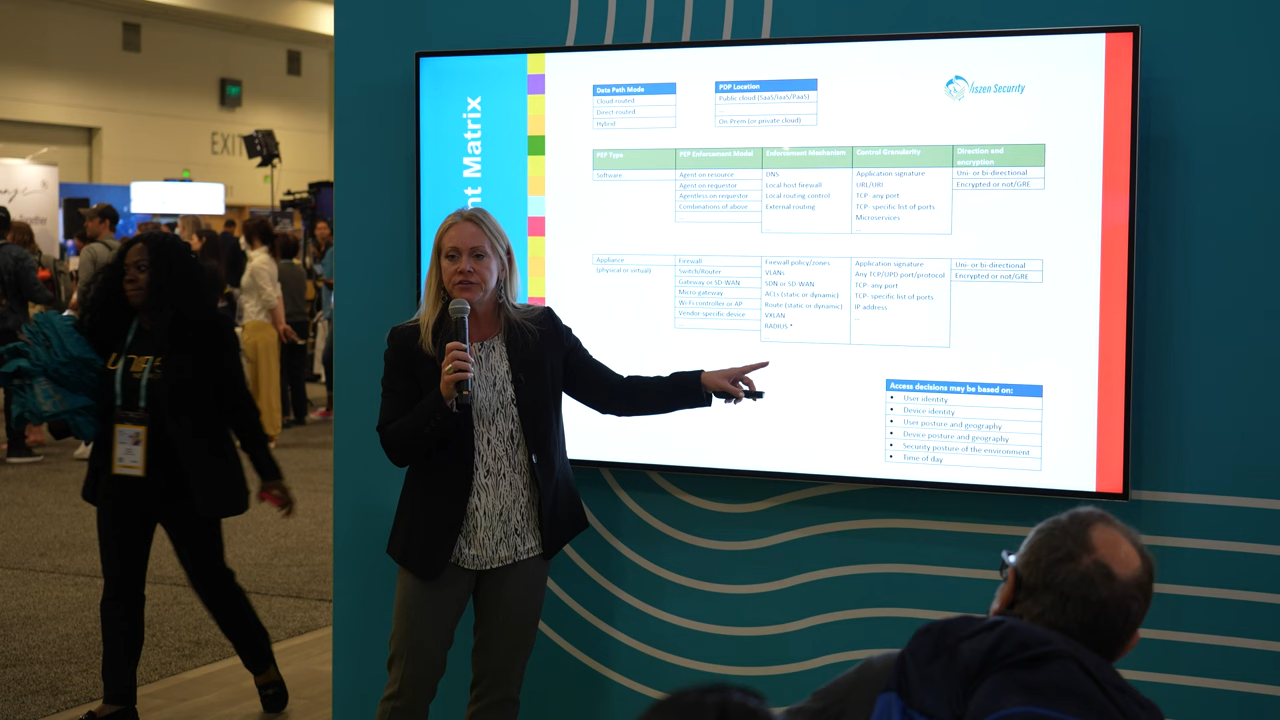 EXIT
nt Matrix
Viszen Security
Data Path Mode
Cloud-routed
Direct-routed
Hybrid
PDP Location
Public cloud (SaaS/IaaS/PaaS)
...
On-Prem (or private cloud)
PEP Type
PEP Enforcement Model
Enforcement Mechanism
Control Granularity
Direction and
encryption
Software
Agent on resource
Agent on requestor
Agentless on requestor
Combinations of above
...
DNS
Local host firewall
Local routing control
External routing
...
Application signature
URL/URI
TCP- any port
TCP- specific list of ports
Microservices
...
Uni- or bi-directional
Encrypted or not/GRE
Appliance
(physical or virtual)
Firewall
Switch/Router
Gateway or SD-WAN
Micro-gateway
Wi-Fi controller or AP
Vendor-specific device
Firewall policy/zones
VLANs
SDN or SD-WAN
ACLs (static or dynamic)
Route (static or dynamic)
VXLAN
RADIUS *
...
Application signature
Any TCP/UPD port/protocol
TCP- any port
TCP- specific list of ports
IP address
...
Uni- or bi-directional
Encrypted or not/GRE
Access decisions may be based on:
• User identity
• Device identity
• User posture and geography
• Device posture and geography
• Security posture of the environment
• Time of day